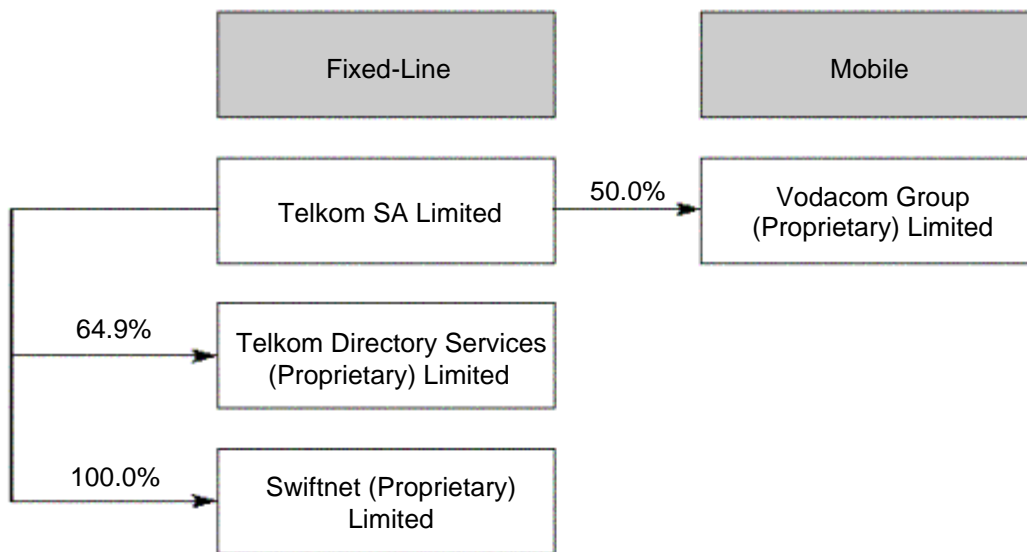 Fixed-Line
Mobile
Telkom SA Limited
50.0%
Vodacom Group
(Proprietary) Limited
64.9%
Telkom Directory Services
(Proprietary) Limited
100.0%
Swiftnet (Proprietary)
Limited